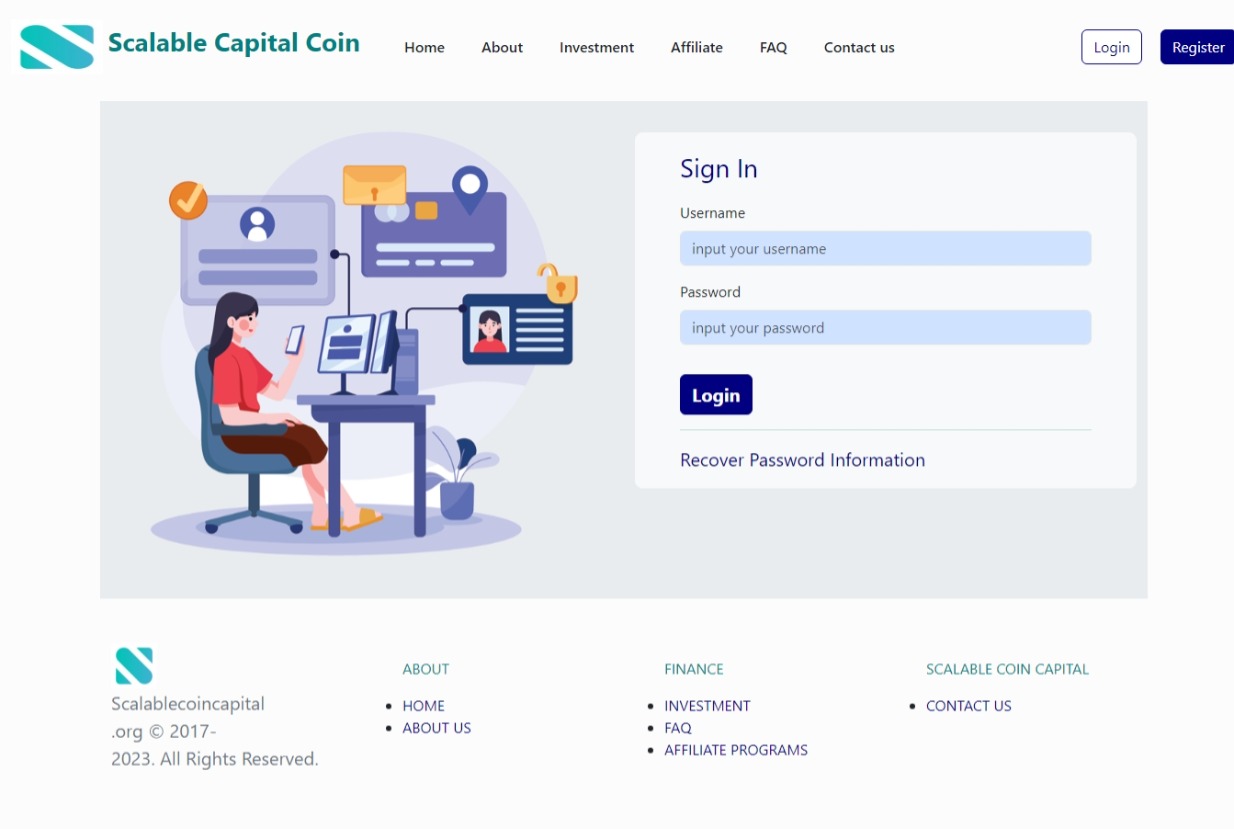 Scalable Capital Coin
Home About Investment Affiliate FAQ Contact us Login Register
Sign In
Username
input your username
Password
input your password
Login
Recover Password Information
Scalablecoincapital
.org © 2017-
2023. All Rights Reserved.
ABOUT
HOME
ABOUT US
FINANCE
INVESTMENT
FAQ
AFFILIATE PROGRAMS
SCALABLE COIN CAPITAL
CONTACT US